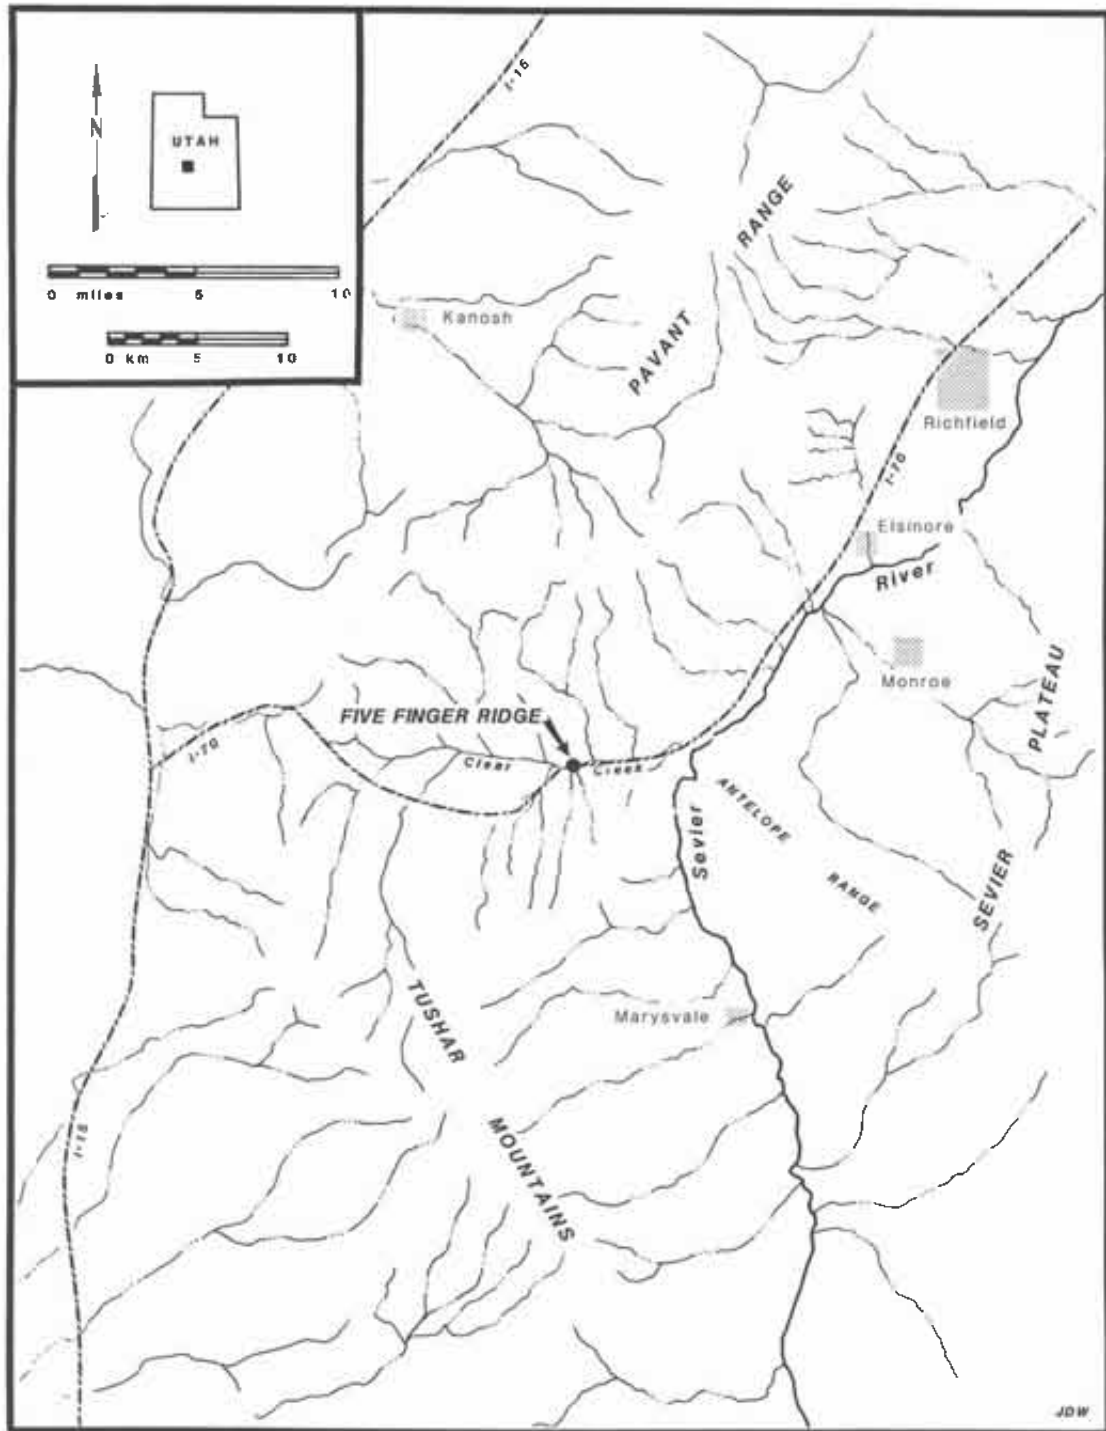 N
UTAH
0 miles 5 10
0 km 5 10
I-15
PAVANT RANGE
Kanosh
Richfield
I-70
Elsinore
River
Monroe
PLATEAU
FIVE FINGER RIDGE
I-70
Clear Creek
ANTELOPE RANGE
Sevier
SEVIER
TUSHAR MOUNTAINS
Marysvale
I-15
JDW